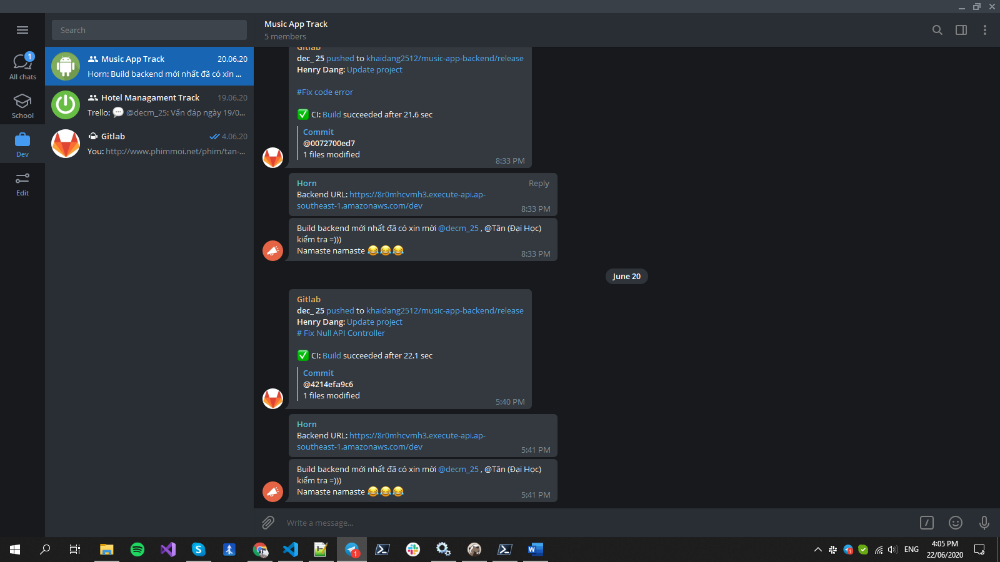 Search
Music App Track
5 members
1
All chats
School
Dev
Edit
Music App Track 20.06.20
Horn: Build backend mới nhất đã có xin ...
Hotel Managament Track 19.06.20
Trello: 💬 @decm_25: Vấn đáp ngày 19/0...
Gitlab 4.06.20
You: http://www.phimmoi.net/phim/tan-...
Gitlab
dec_ 25 pushed to khaidang2512/music-app-backend/release
Henry Dang: Update project
#Fix code error
✅ CI: Build succeeded after 21.6 sec
Commit
@0072700ed7
1 files modified
8:33 PM
Horn Reply
Backend URL: https://8r0mhcvmh3.execute-api.ap-
southeast-1.amazonaws.com/dev
8:33 PM
Build backend mới nhất đã có xin mời @decm_25 , @Tân (Đại Học)
kiểm tra =)))
Namaste namaste 😂😂😂
8:33 PM
June 20
Gitlab
dec_ 25 pushed to khaidang2512/music-app-backend/release
Henry Dang: Update project
# Fix Null API Controller
✅ CI: Build succeeded after 22.1 sec
Commit
@4214efa9c6
1 files modified
5:40 PM
Horn
Backend URL: https://8r0mhcvmh3.execute-api.ap-
southeast-1.amazonaws.com/dev
5:41 PM
Build backend mới nhất đã có xin mời @decm_25 , @Tân (Đại Học)
kiểm tra =)))
Namaste namaste 😂😂😂
5:41 PM
Write a message...
1
1
ENG
4:05 PM
22/06/2020